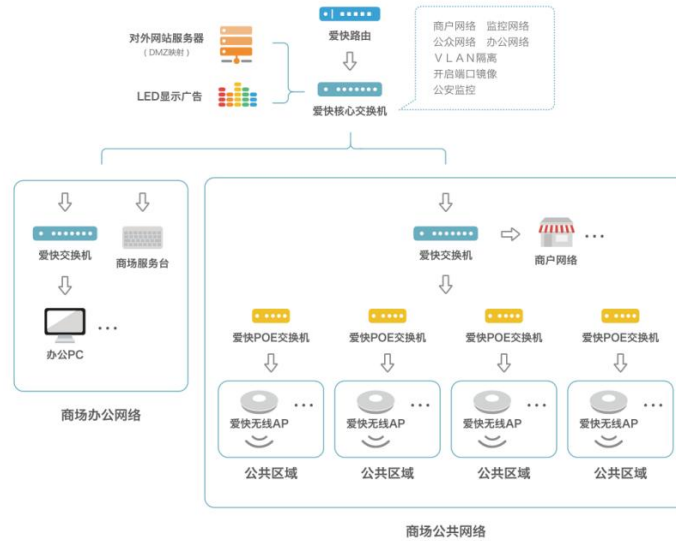 爱快路由
对外网站服务器
(DMZ映射)
LED显示广告
爱快核心交换机
商户网络 监控网络
公众网络 办公网络
VLAN隔离
开启端口镜像
公安监控
爱快交换机
商场服务台
办公PC
...
商场办公网络
爱快交换机
商户网络
...
爱快POE交换机
爱快POE交换机
爱快POE交换机
爱快POE交换机
...
...
...
...
爱快无线AP
爱快无线AP
爱快无线AP
爱快无线AP
公共区域
公共区域
公共区域
公共区域
商场公共网络